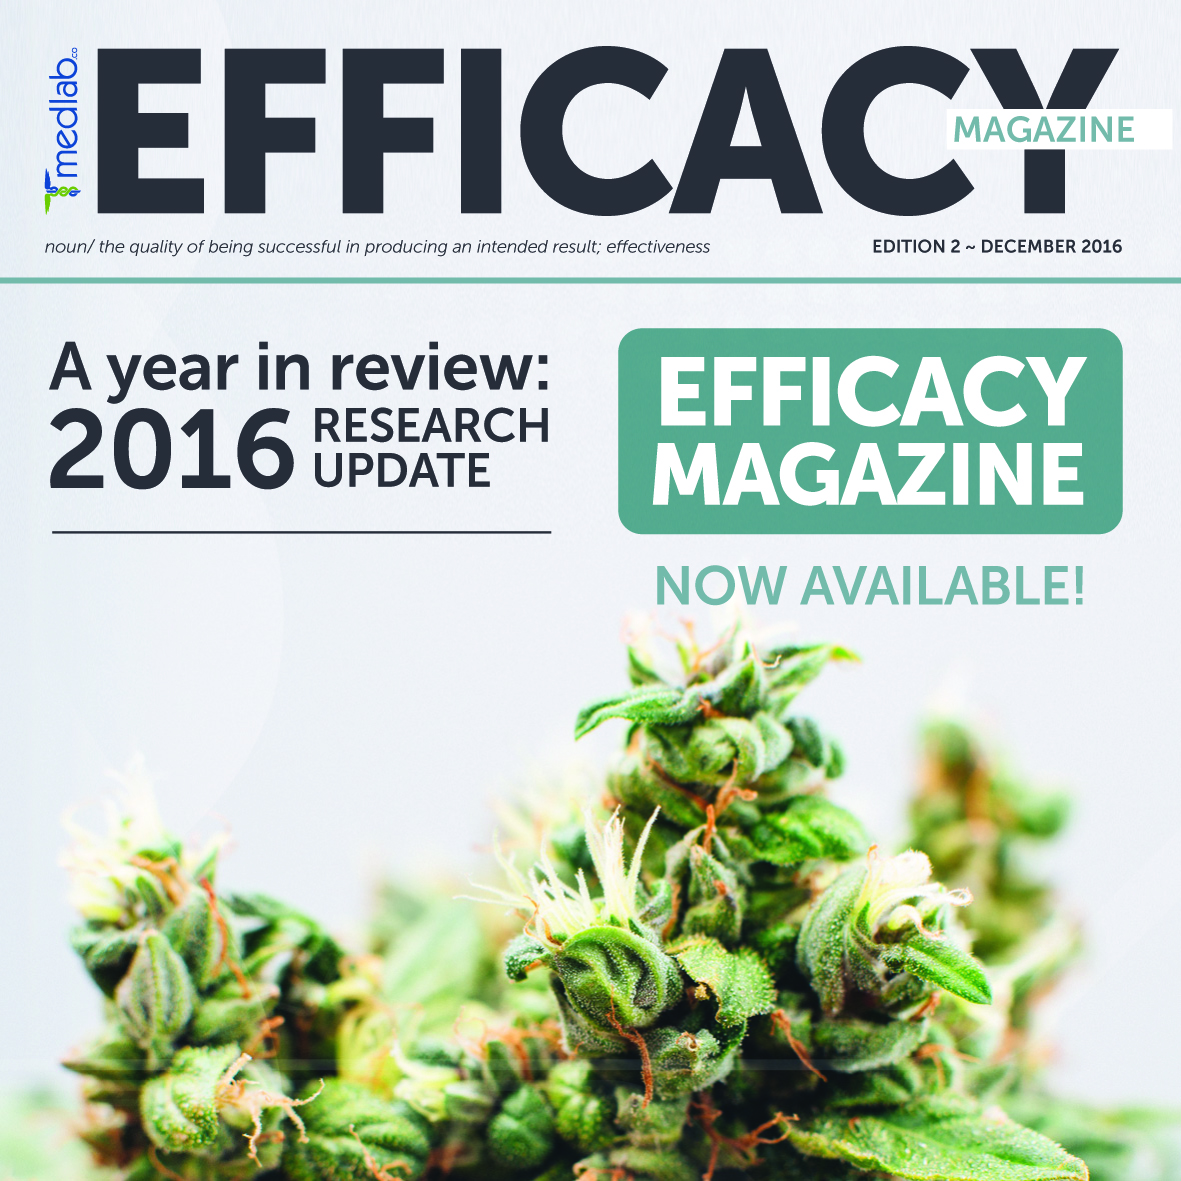 medlab.co
EFFICACY
MAGAZINE
noun/ the quality of being successful in producing an intended result; effectiveness
EDITION 2 ~ DECEMBER 2016
A year in review:
2016 RESEARCH
UPDATE
EFFICACY
MAGAZINE
NOW AVAILABLE!